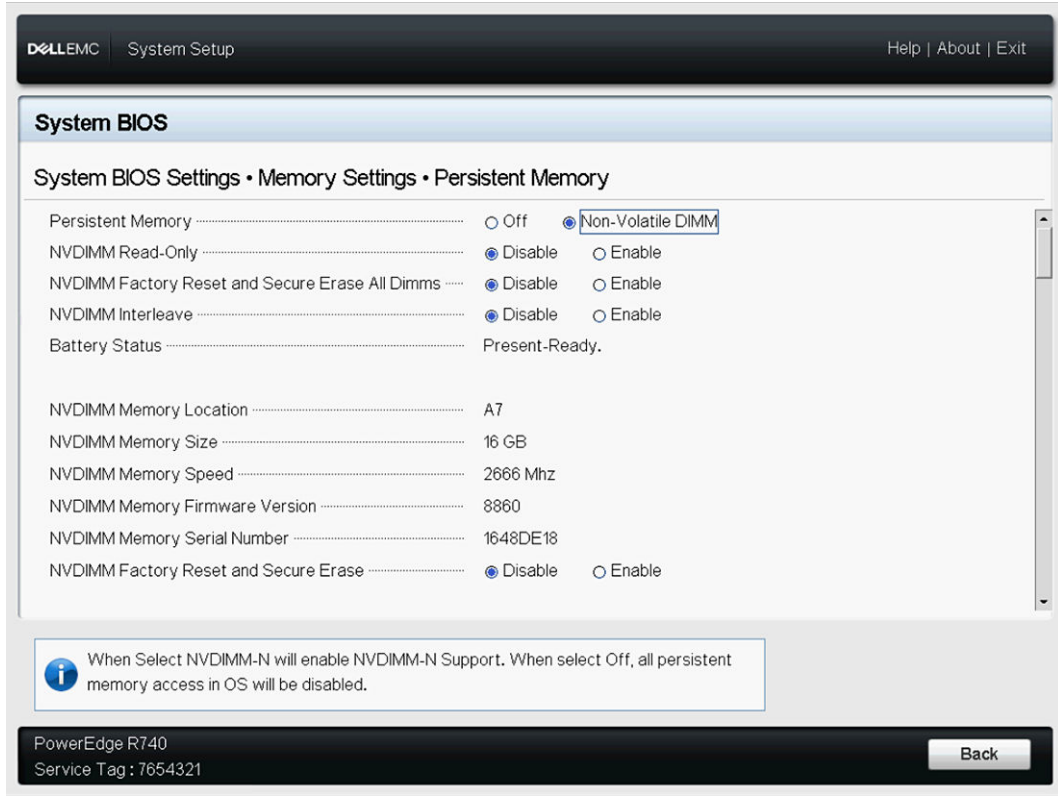 DELLEMC System Setup Help | About | Exit
System BIOS
System BIOS Settings • Memory Settings • Persistent Memory
Persistent Memory Off Non-Volatile DIMM
NVDIMM Read-Only Disable Enable
NVDIMM Factory Reset and Secure Erase All Dimms Disable Enable
NVDIMM Interleave Disable Enable
Battery Status Present-Ready.
NVDIMM Memory Location A7
NVDIMM Memory Size 16 GB
NVDIMM Memory Speed 2666 Mhz
NVDIMM Memory Firmware Version 8860
NVDIMM Memory Serial Number 1648DE18
NVDIMM Factory Reset and Secure Erase Disable Enable
When Select NVDIMM-N will enable NVDIMM-N Support. When select Off, all persistent
memory access in OS will be disabled.
PowerEdge R740
Service Tag : 7654321
Back